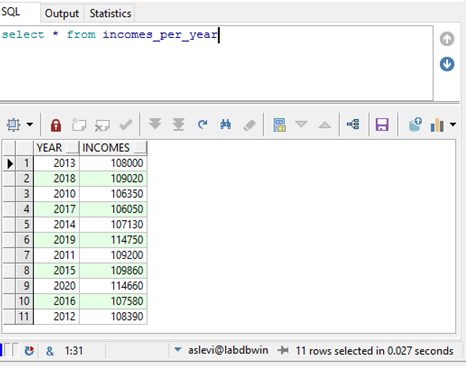 SQL Output Statistics
select * from incomes_per_year
YEAR INCOMES
1 2013 108000
2 2018 109020
3 2010 106350
4 2017 106050
5 2014 107130
6 2019 114750
7 2011 109200
8 2015 109860
9 2020 114660
10 2016 107580
11 2012 108390
& 1:31 aslevi@labdbwin 11 rows selected in 0.027 seconds